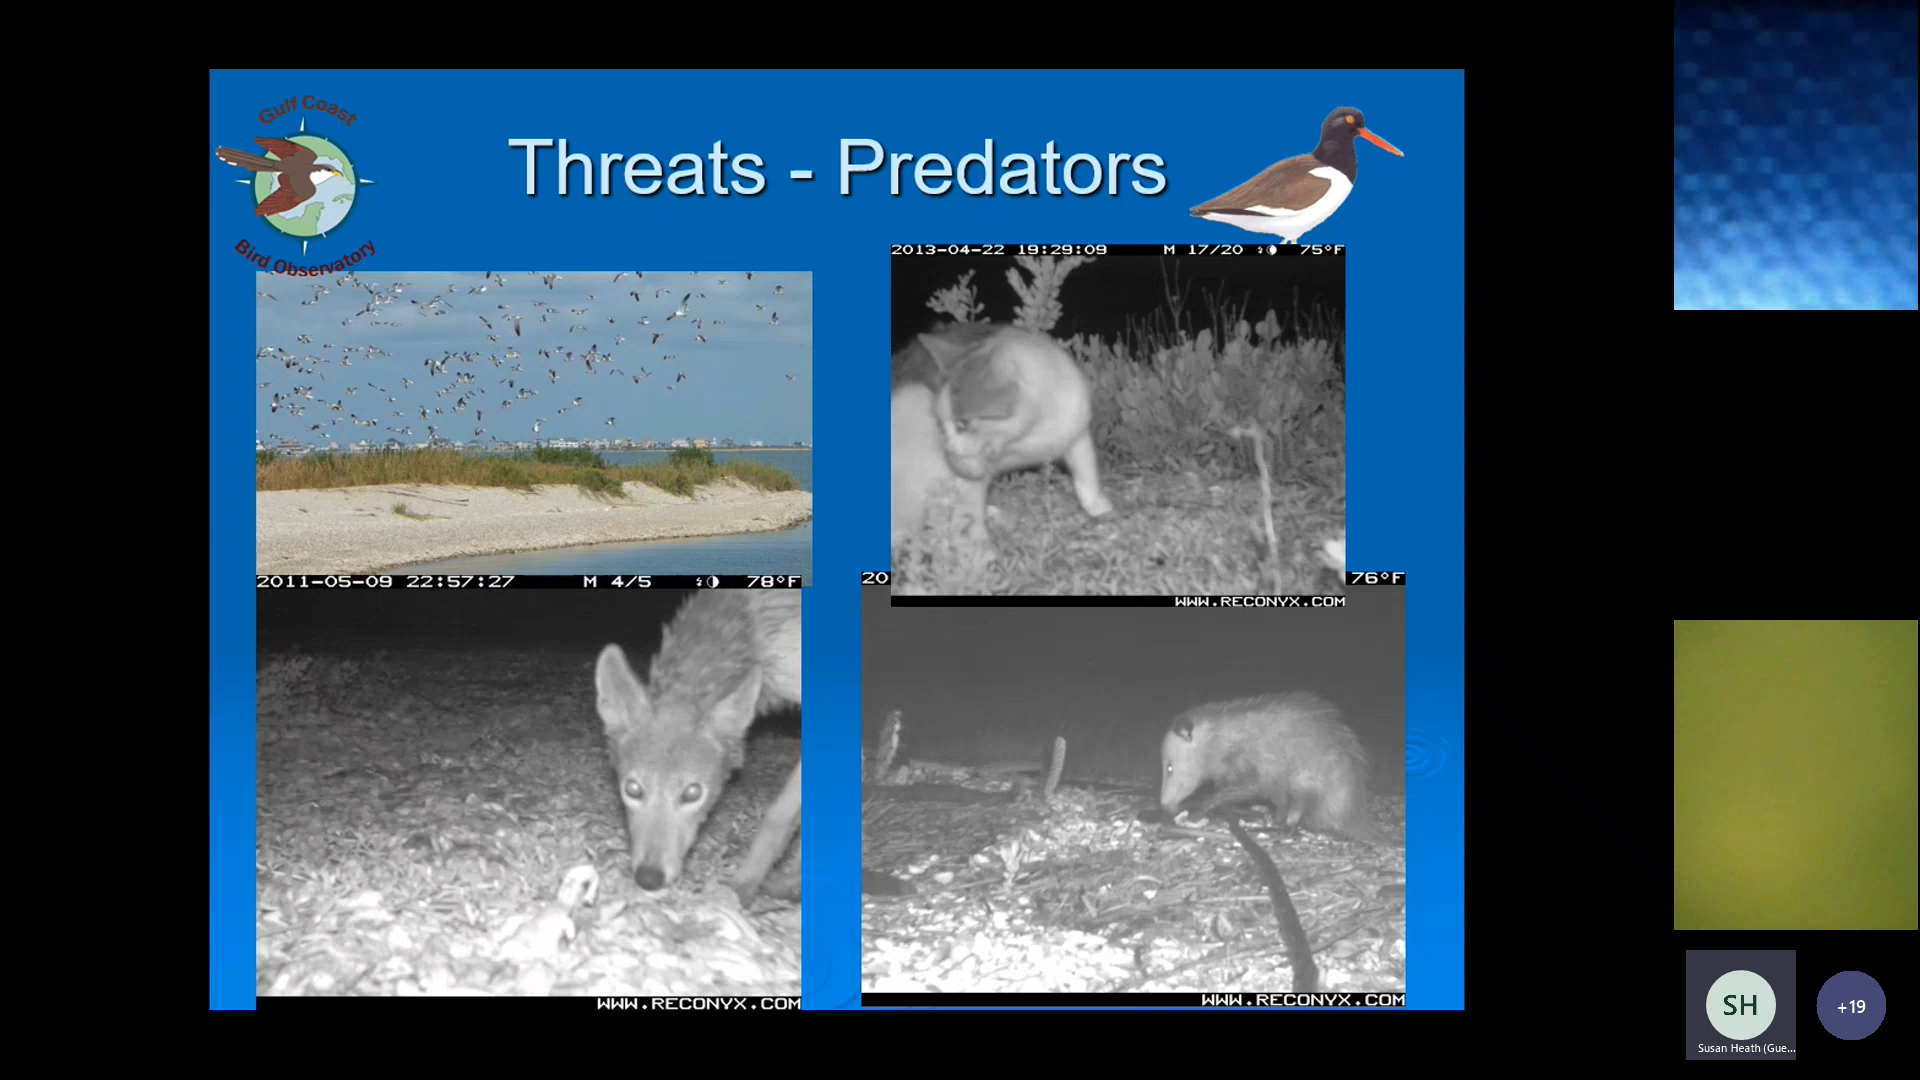 Gulf Coast
Bird Observatory
Threats - Predators
2013-04-22 19:29:09 M 17/20 75°F
WWW.RECONYX.COM
2011-05-09 22:57:27 M 4/5 78°F
WWW.RECONYX.COM
20 76°F
WWW.RECONYX.COM
SH
Susan Heath (Gue...
+19